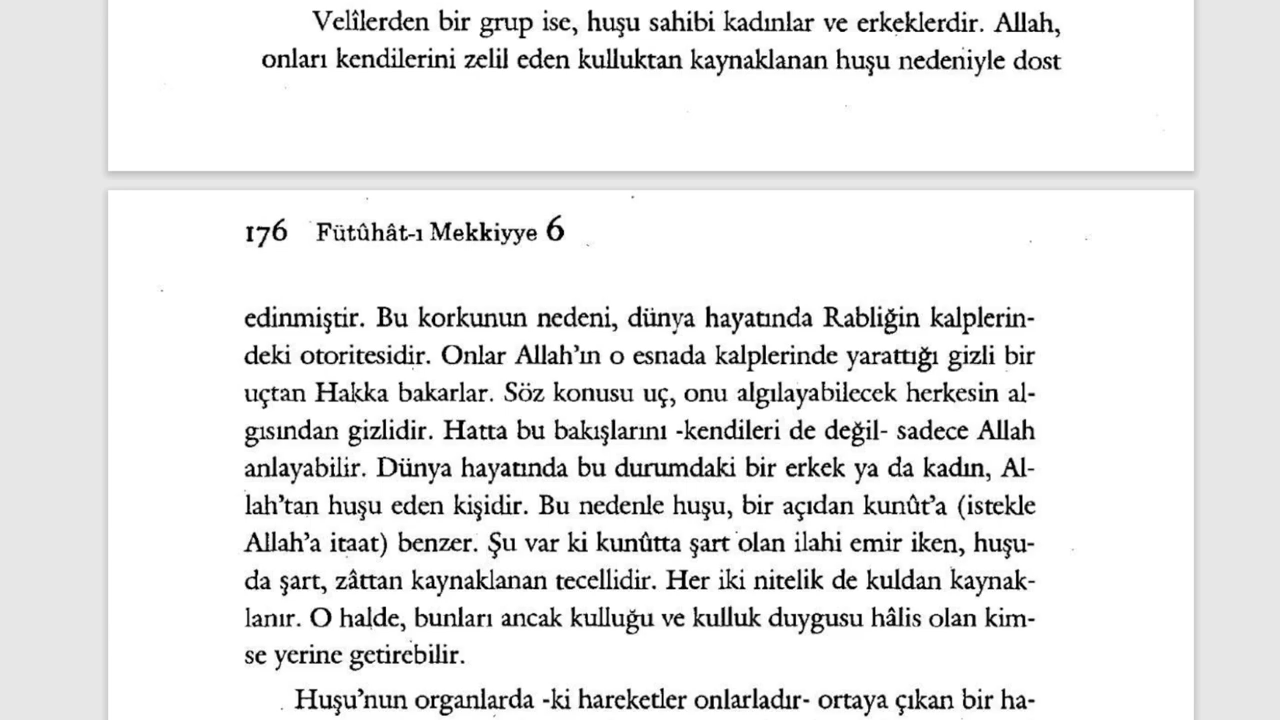 Velîlerden bir grup ise, huşu sahibi kadınlar ve erkeklerdir. Allah,
onları kendilerini zelil eden kulluktan kaynaklanan huşu nedeniyle dost
176 Fütûhât-ı Mekkiyye 6
edinmiştir. Bu korkunun nedeni, dünya hayatında Rabliğin kalplerin-
deki otoritesidir. Onlar Allah'ın o esnada kalplerinde yarattığı gizli bir
uçtan Hakka bakarlar. Söz konusu uç, onu algılayabilecek herkesin al-
gısından gizlidir. Hatta bu bakışlarını -kendileri de değil- sadece Allah
anlayabilir. Dünya hayatında bu durumdaki bir erkek ya da kadın, Al-
lah'tan huşu eden kişidir. Bu nedenle huşu, bir açıdan kunût'a (istekle
Allah'a itaat) benzer. Şu var ki kunûtta şart olan ilahi emir iken, huşu-
da şart, zâttan kaynaklanan tecellidir. Her iki nitelik de kuldan kaynak-
lanır. O halde, bunları ancak kulluğu ve kulluk duygusu hâlis olan kim-
se yerine getirebilir.
Huşu'nun organlarda -ki hareketler onlarladır- ortaya çıkan bir ha-